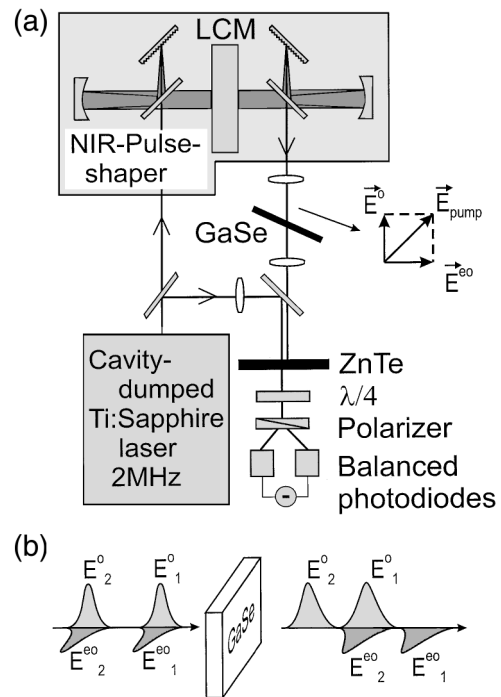 (a)
LCM
NIR-Pulse-
shaper
GaSe
E^o
E_pump
E^eo
Cavity-
dumped
Ti:Sapphire
laser
2MHz
ZnTe
λ/4
Polarizer
Balanced
photodiodes
(b)
E^o_2 E^o_1 E^o_2 E^o_1
GaSe
E^eo_2 E^eo_1 E^eo_2 E^eo_1